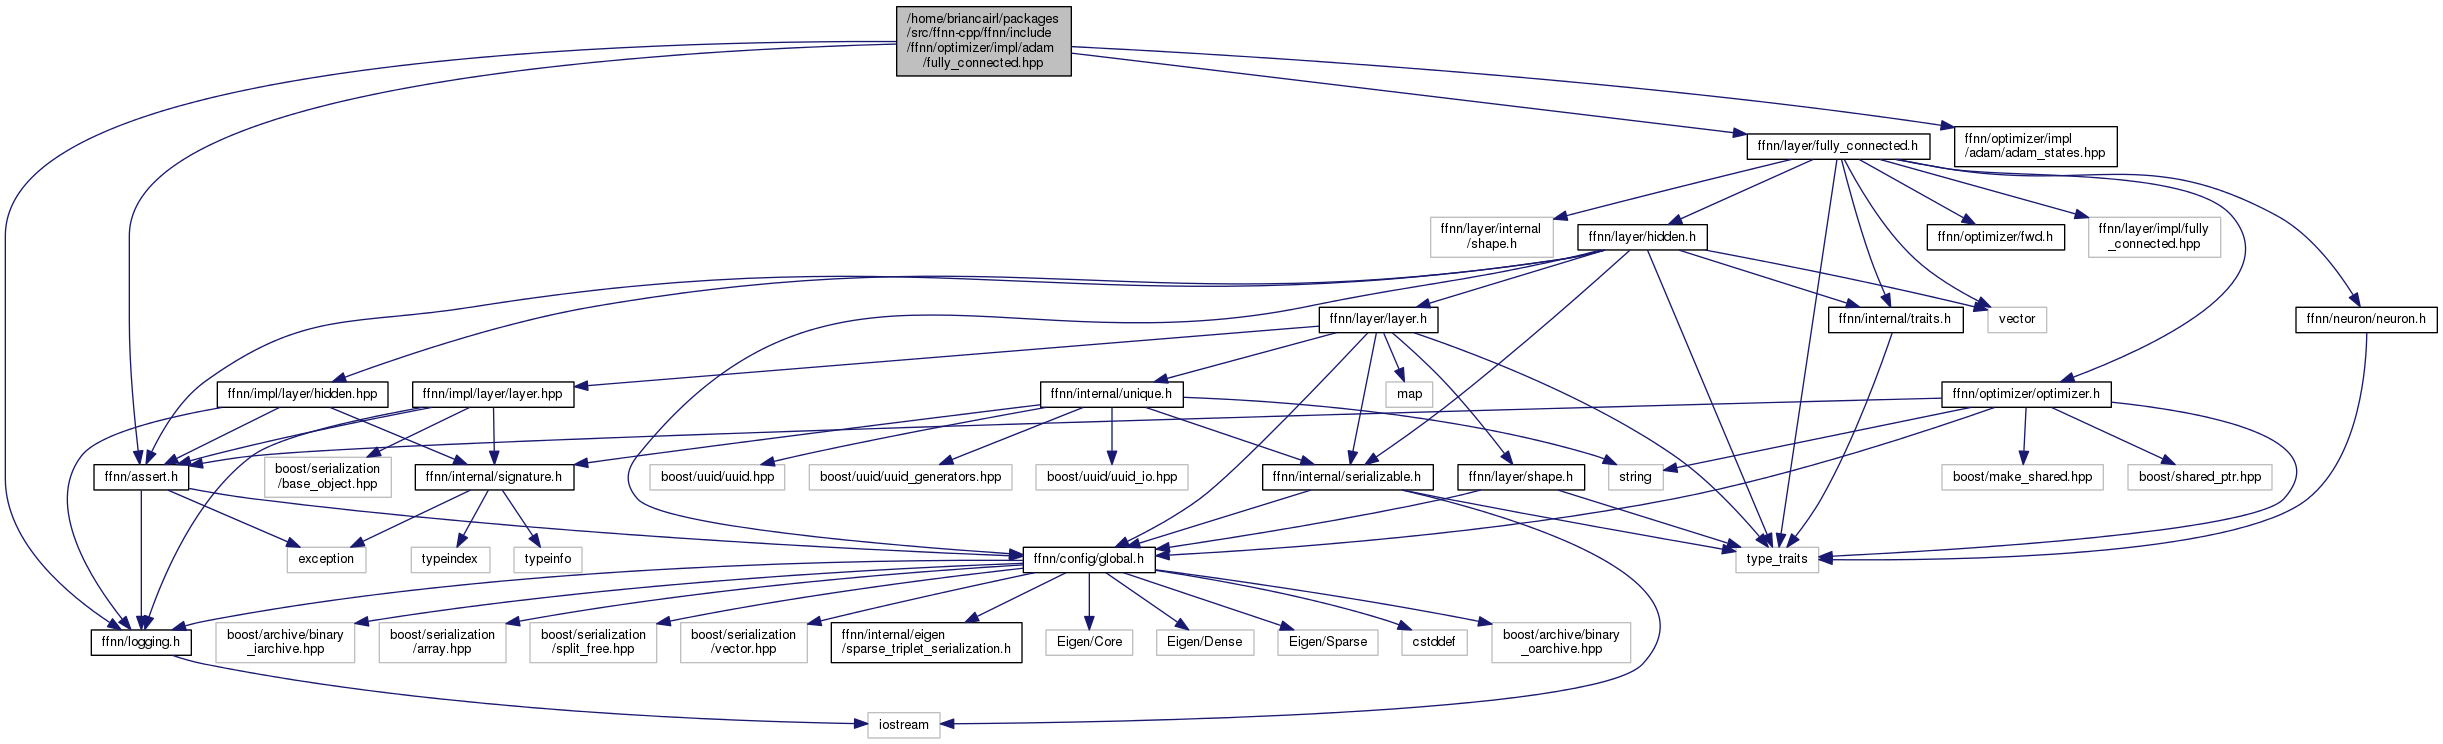 /home/briancairl/packages
/src/ffnn-cpp/ffnn/include
/ffnn/optimizer/impl/adam
/fully_connected.hpp
ffnn/layer/fully_connected.h
ffnn/optimizer/impl
/adam/adam_states.hpp
ffnn/layer/internal
/shape.h
ffnn/layer/hidden.h
ffnn/optimizer/fwd.h
ffnn/layer/impl/fully
_connected.hpp
ffnn/layer/layer.h
ffnn/internal/traits.h
vector
ffnn/neuron/neuron.h
ffnn/impl/layer/hidden.hpp
ffnn/impl/layer/layer.hpp
ffnn/internal/unique.h
map
ffnn/optimizer/optimizer.h
ffnn/assert.h
boost/serialization
/base_object.hpp
ffnn/internal/signature.h
boost/uuid/uuid.hpp
boost/uuid/uuid_generators.hpp
boost/uuid/uuid_io.hpp
ffnn/internal/serializable.h
ffnn/layer/shape.h
string
boost/make_shared.hpp
boost/shared_ptr.hpp
exception
typeindex
typeinfo
ffnn/config/global.h
type_traits
ffnn/logging.h
boost/archive/binary
_iarchive.hpp
boost/serialization
/array.hpp
boost/serialization
/split_free.hpp
boost/serialization
/vector.hpp
ffnn/internal/eigen
/sparse_triplet_serialization.h
Eigen/Core
Eigen/Dense
Eigen/Sparse
cstddef
boost/archive/binary
_oarchive.hpp
iostream